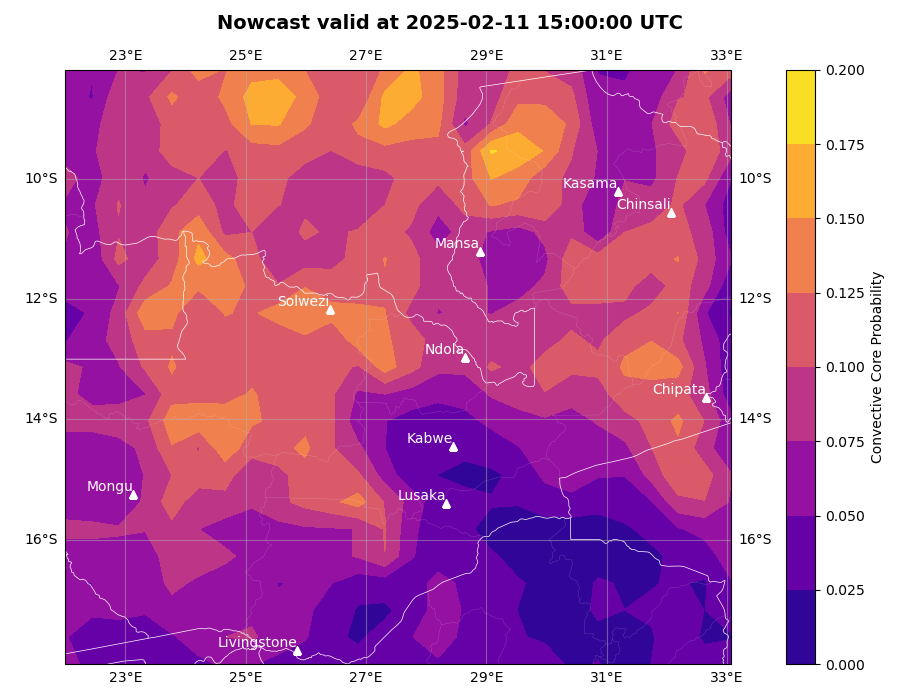 Nowcast valid at 2025-02-11 15:00:00 UTC
23°E 25°E 27°E 29°E 31°E 33°E
0.200
0.175
10°S Kasama 10°S
Chinsali
0.150
Mansa
12°S Solwezi 12°S
0.125
Ndola
0.100
Chipata
14°S 14°S
Kabwe
0.075
Mongu
Lusaka
0.050
16°S 16°S
0.025
Livingstone
0.000
23°E 25°E 27°E 29°E 31°E 33°E
Convective Core Probability